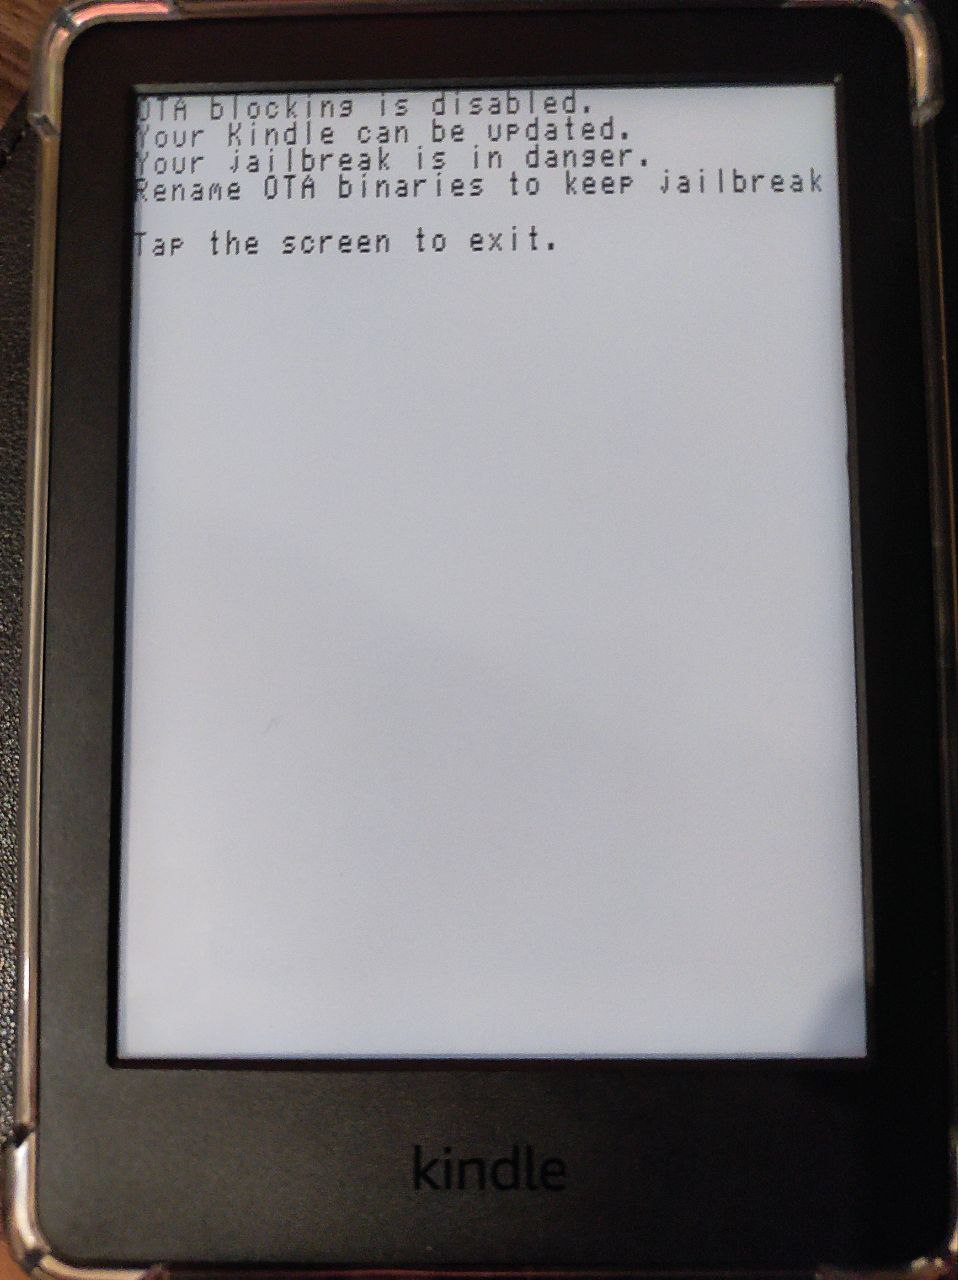 OTA blocking is disabled.
Your Kindle can be updated.
Your jailbreak is in danger.
Rename OTA binaries to keep jailbreak
Tap the screen to exit.
kindle